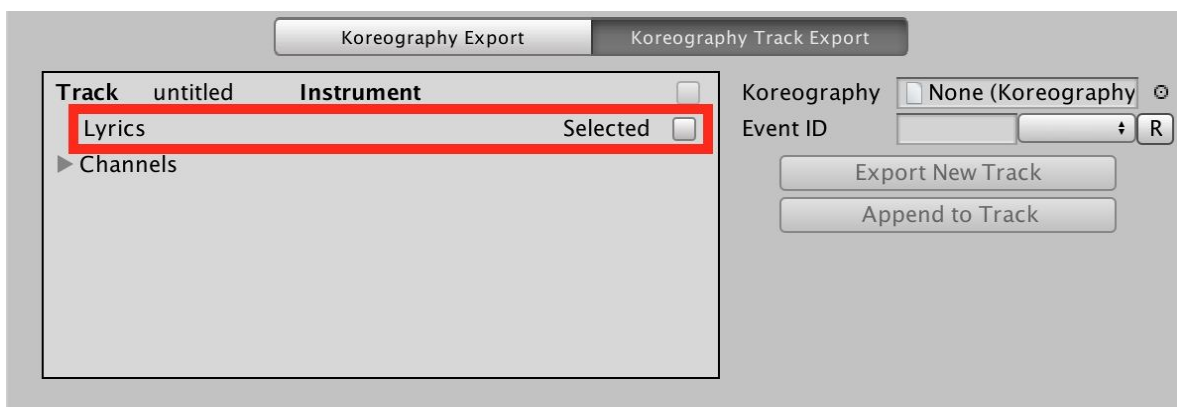 Koreography Export Koreography Track Export
Track untitled Instrument
Lyrics Selected
Channels
Koreography None (Koreography
Event ID R
Export New Track
Append to Track